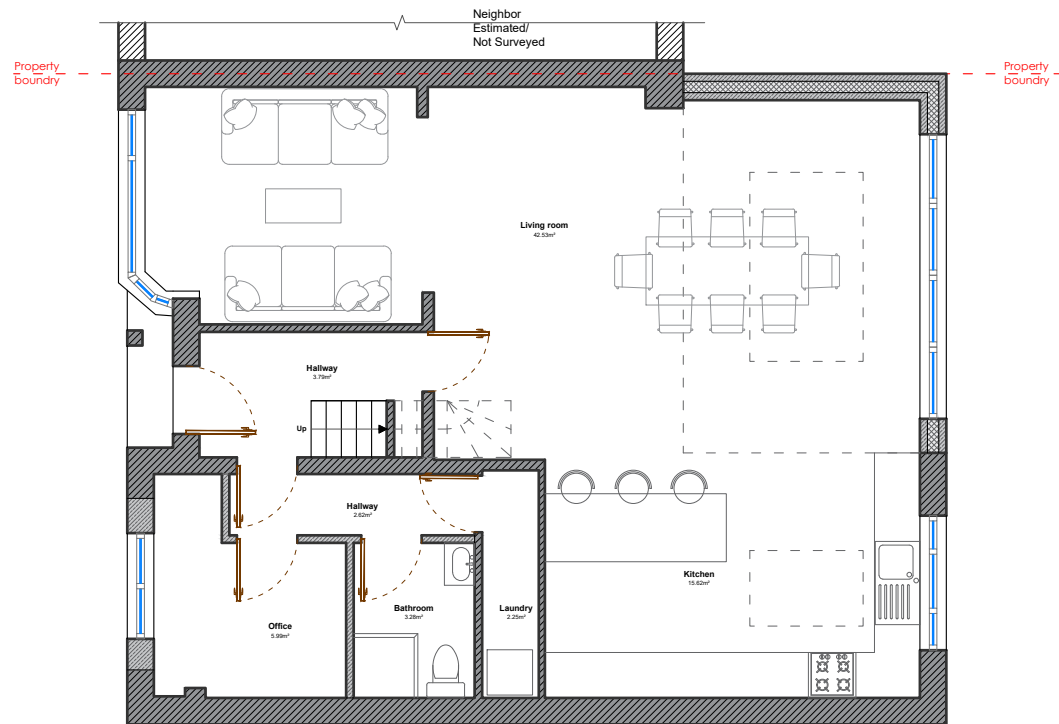 Neighbor
Estimated/
Not Surveyed
Property
boundry
Property
boundry
Living room
42.53m²
Hallway
3.79m²
Up
Hallway
2.62m²
Kitchen
15.62m²
Bathroom
3.28m²
Laundry
2.25m²
Office
5.99m²